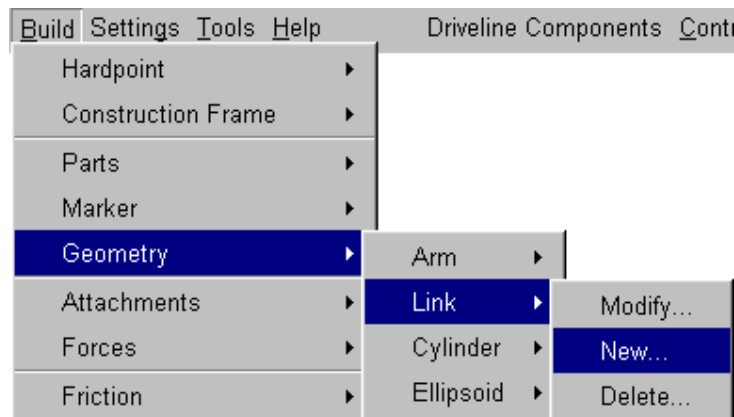 Build Settings Tools Help Driveline Components Contr
Hardpoint
Construction Frame
Parts
Marker
Geometry
Attachments
Forces
Friction
Arm
Link
Cylinder
Ellipsoid
Modify...
New...
Delete...